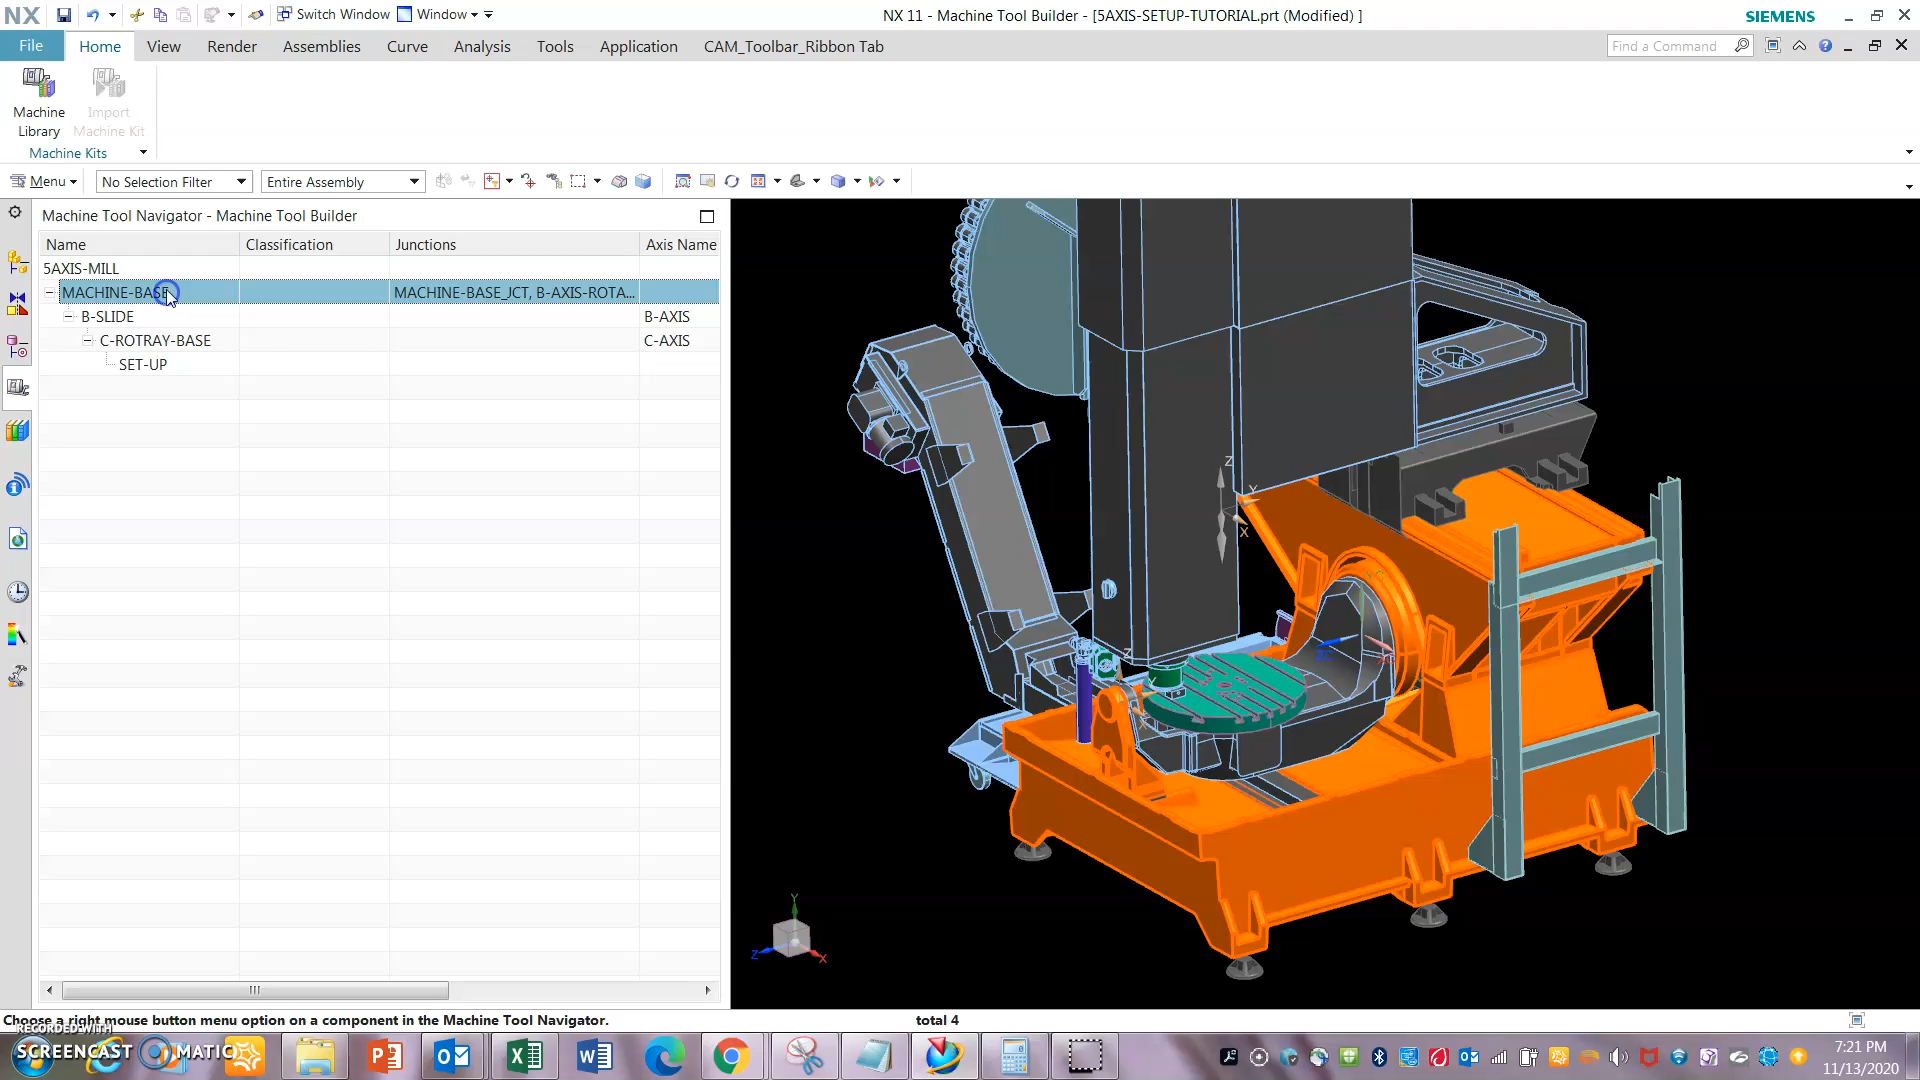 NX
Switch Window
Window
NX 11 - Machine Tool Builder - [5AXIS-SETUP-TUTORIAL.prt (Modified) ]
SIEMENS
File
Home
View
Render
Assemblies
Curve
Analysis
Tools
Application
CAM_Toolbar_Ribbon Tab
Find a Command
Machine Library
Import Machine Kit
Machine Kits
Menu
No Selection Filter
Entire Assembly
Machine Tool Navigator - Machine Tool Builder
Name Classification Junctions Axis Name
5AXIS-MILL
MACHINE-BASE MACHINE-BASE_JCT, B-AXIS-ROTA...
B-SLIDE B-AXIS
C-ROTRAY-BASE C-AXIS
SET-UP
Z
Y
X
Z
Y
X
Y
Z
X
Choose a right mouse button menu option on a component in the Machine Tool Navigator.
total 4
RECORDED WITH
SCREENCAST MATIC
7:21 PM
11/13/2020